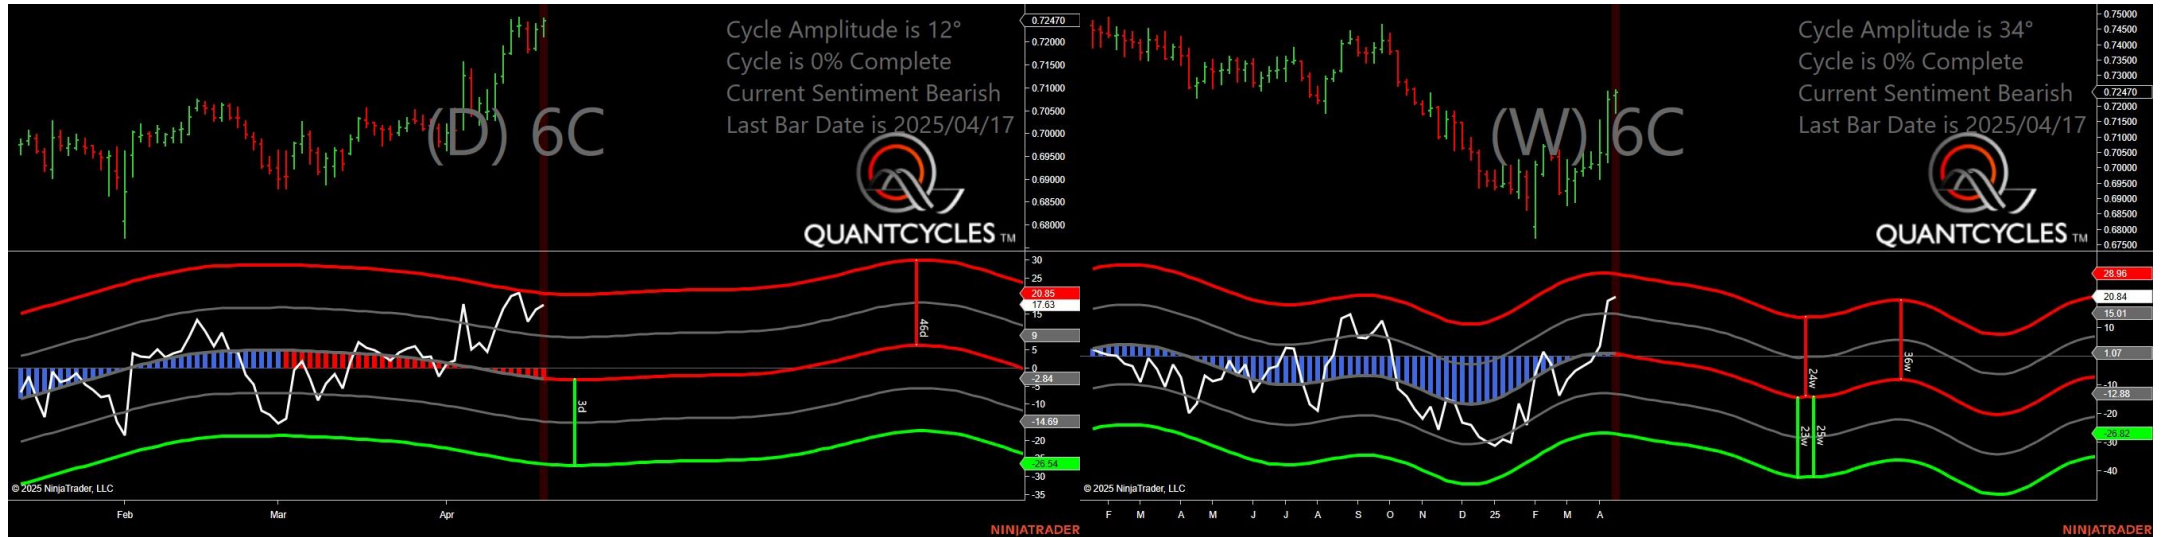 Cycle Amplitude is 12°
Cycle is 0% Complete
Current Sentiment Bearish
Last Bar Date is 2025/04/17
(D) 6C
QUANTCYCLES TM
0.72470
0.72000
0.71500
0.71000
0.70500
0.70000
0.69500
0.69000
0.68500
0.68000
30
25
20.85
17.63
15
9
5
0
-2.84
-5
-10
-14.69
-20
-26.54
-30
-35
46d
3d
© 2025 NinjaTrader, LLC
Feb Mar Apr
NINJATRADER
Cycle Amplitude is 34°
Cycle is 0% Complete
Current Sentiment Bearish
Last Bar Date is 2025/04/17
(W) 6C
QUANTCYCLES TM
0.75000
0.74500
0.74000
0.73500
0.73000
0.72470
0.72000
0.71500
0.71000
0.70500
0.70000
0.69500
0.69000
0.68500
0.68000
0.67500
28.96
20.84
15.01
10
1.07
-10
-12.88
-20
-26.82
-30
-40
24w
36w
23w
25w
© 2025 NinjaTrader, LLC
F M A M J J A S O N D 25 F M A
NINJATRADER